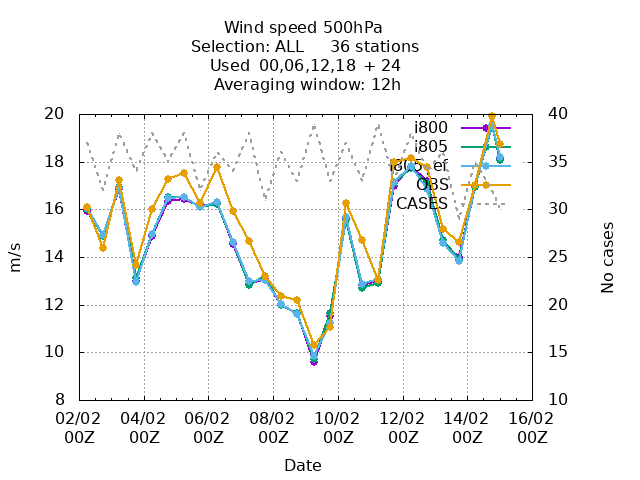 Wind speed 500hPa
Selection: ALL 36 stations
Used 00,06,12,18 + 24
Averaging window: 12h
20 40
i800
i805
18 35
OBS
16 30
CASES
14 25
m/s
No cases
12 20
10 15
8 10
02/02 04/02 06/02 08/02 10/02 12/02 14/02 16/02
00Z 00Z 00Z 00Z 00Z 00Z 00Z 00Z
Date